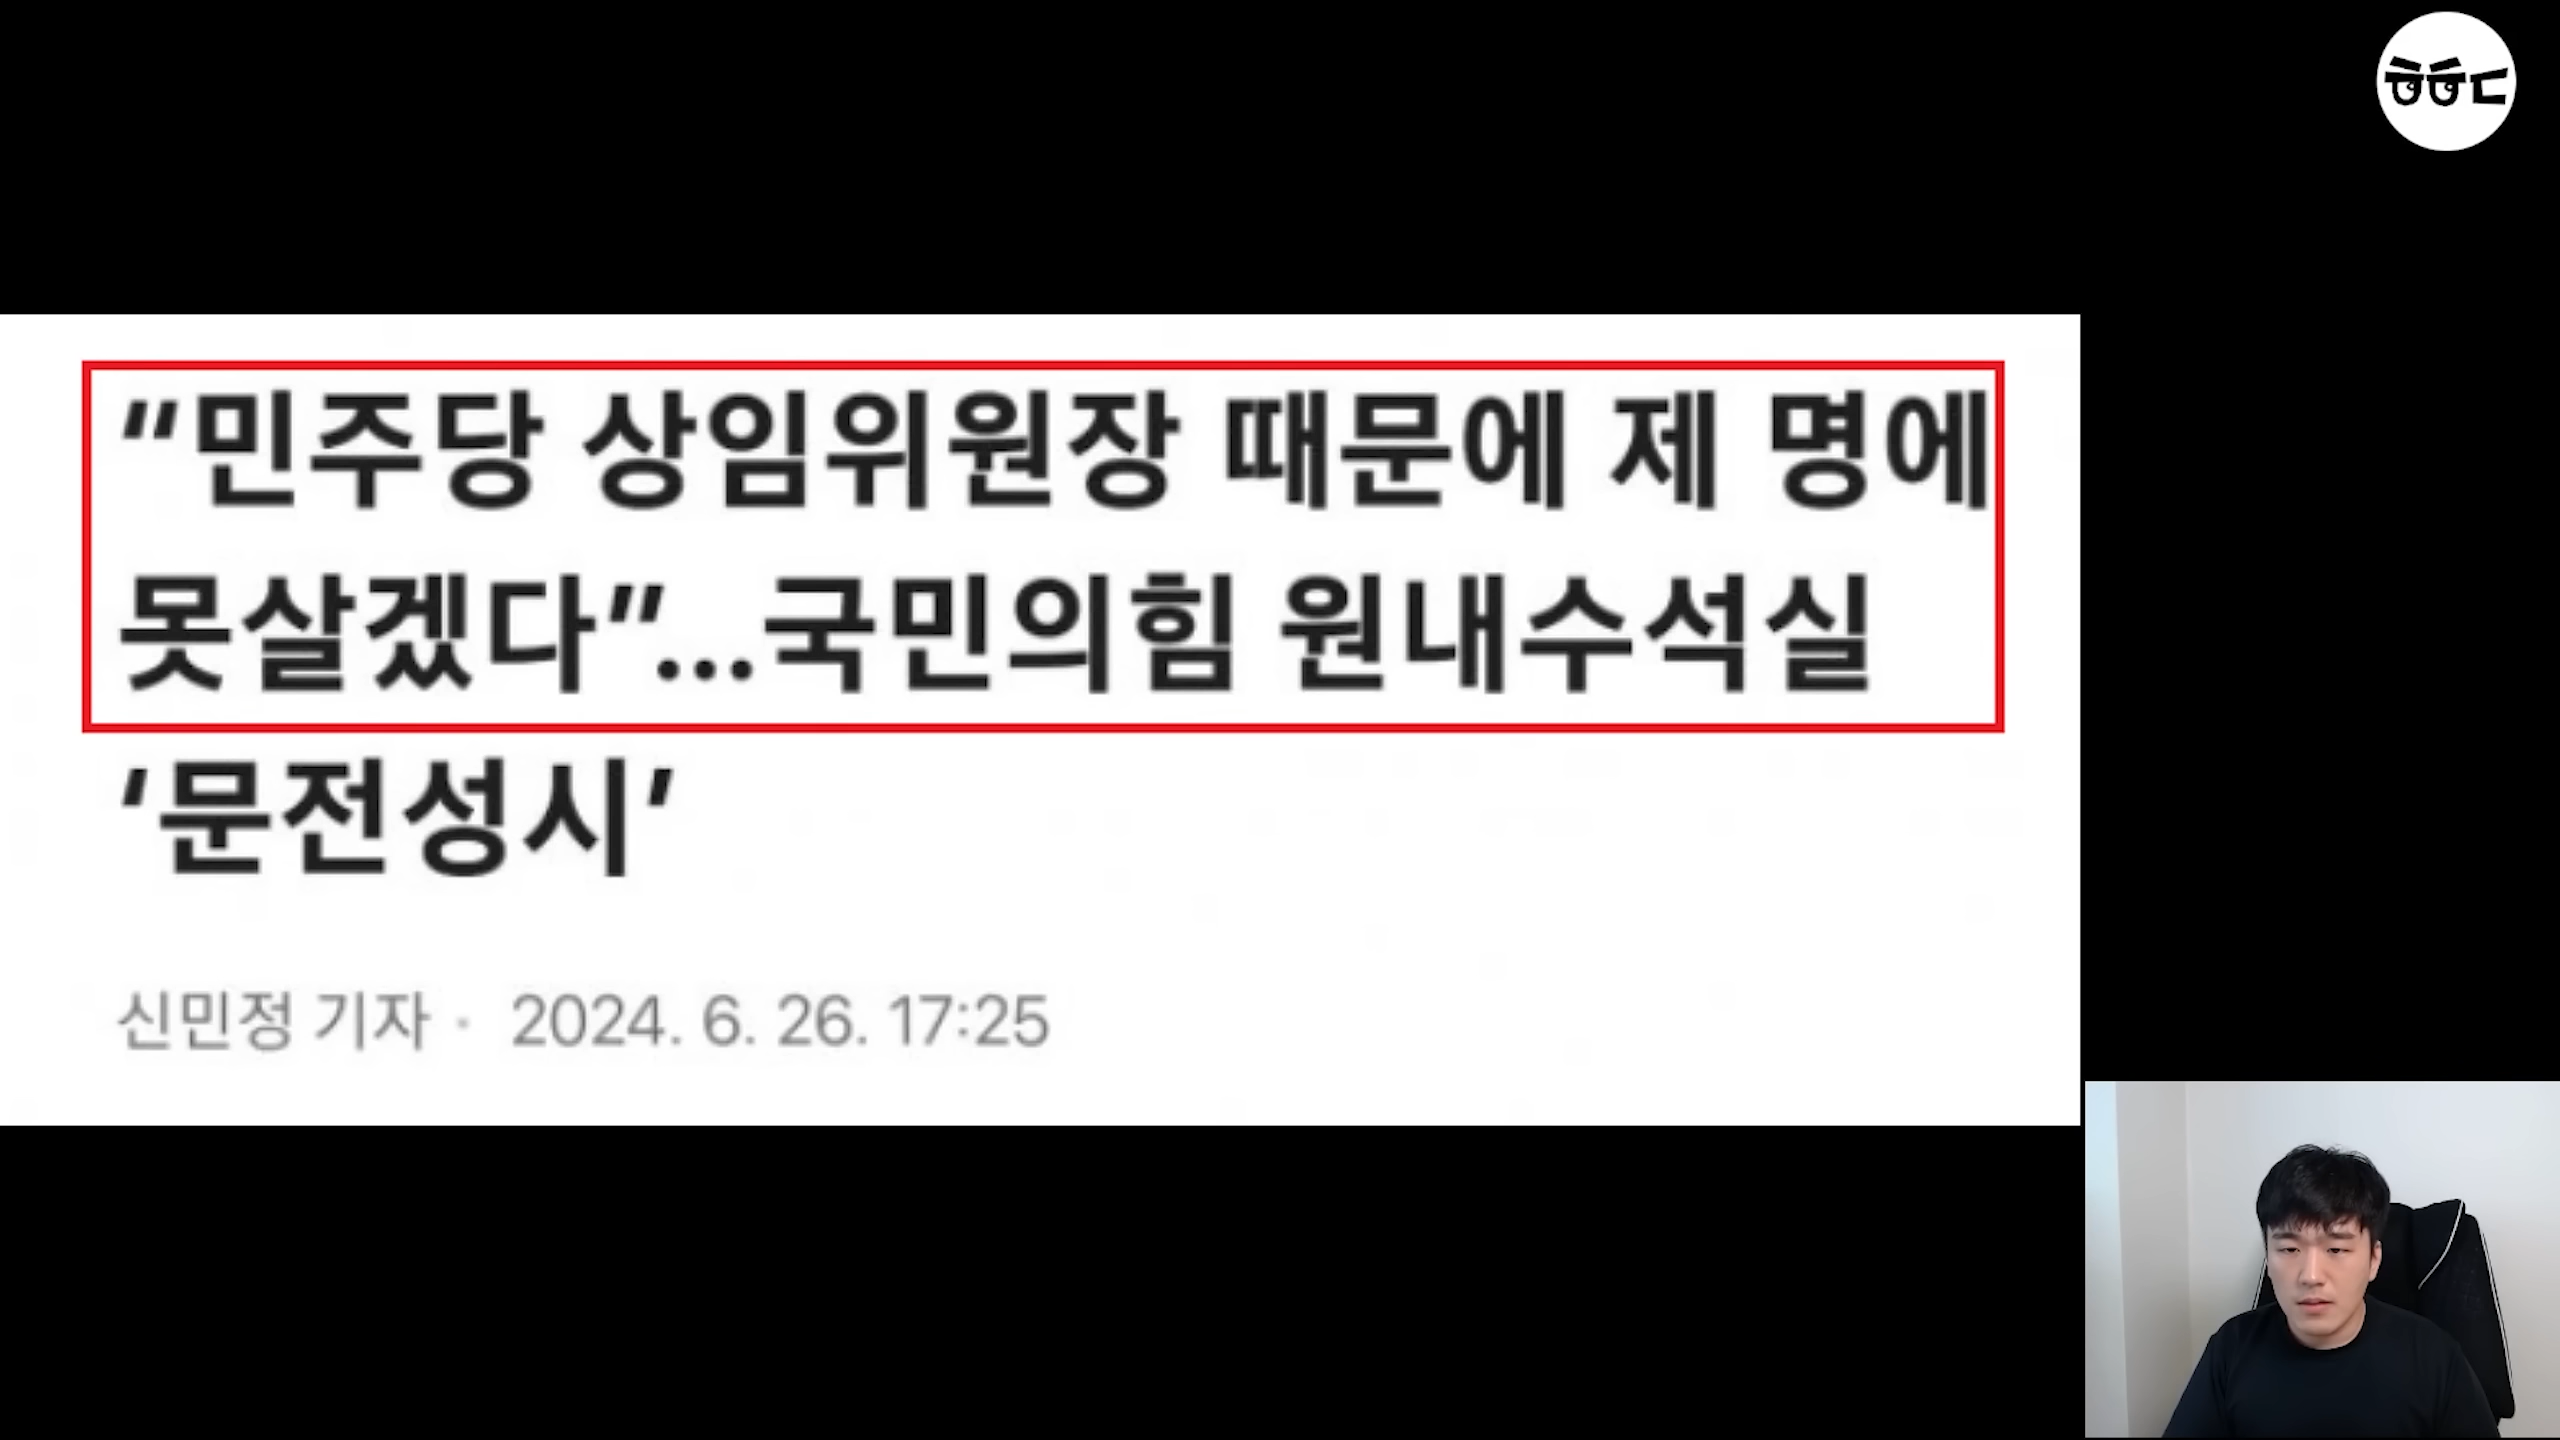 ㅎㅎㄷ
“민주당 상임위원장 때문에 제 명에
못살겠다”...국민의힘 원내수석실
‘문전성시’
신민정 기자 · 2024. 6. 26. 17:25